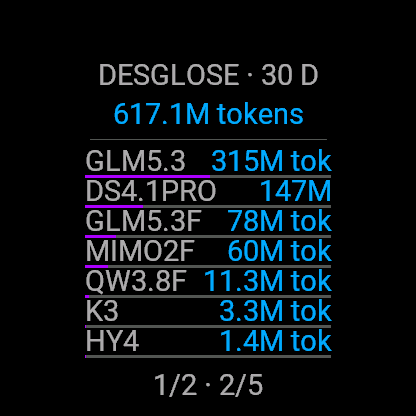 DESGLOSE · 30 D
617.1M tokens
GLM5.3 315M tok
DS4.1PRO 147M
GLM5.3F 78M tok
MIMO2F 60M tok
QW3.8F 11.3M tok
K3 3.3M tok
HY4 1.4M tok
1/2 · 2/5